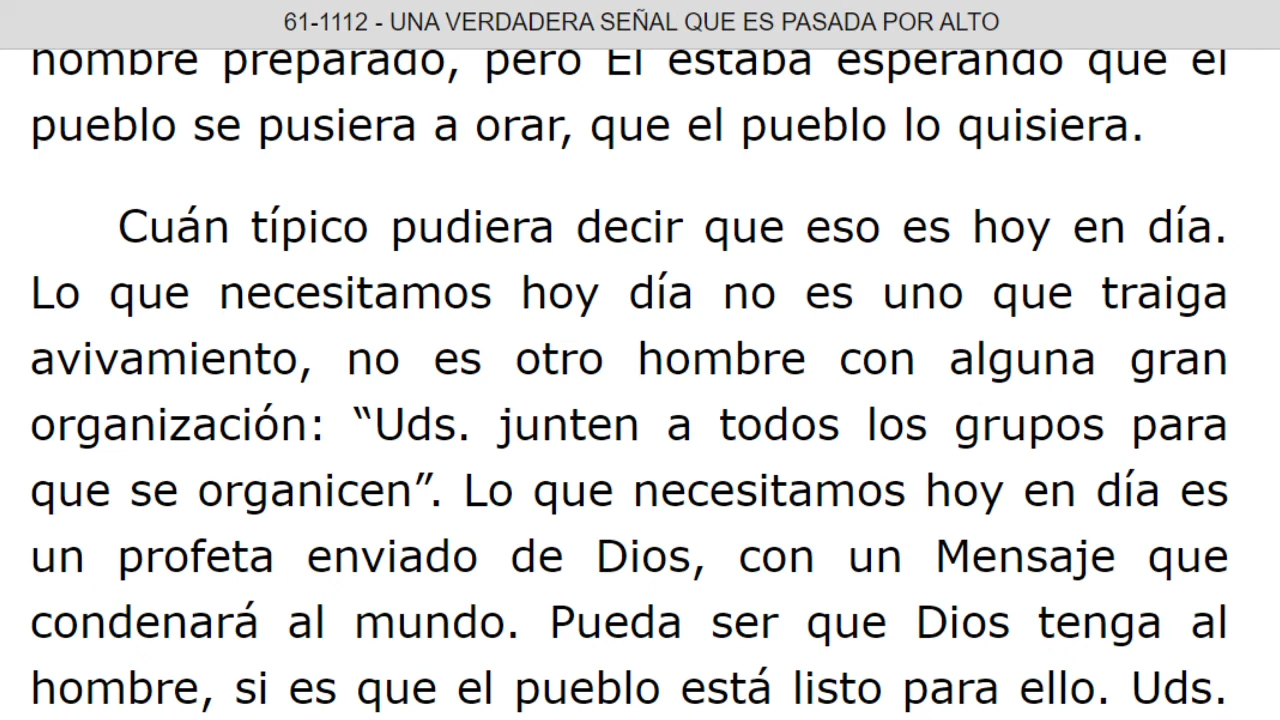 61-1112 - UNA VERDADERA SEÑAL QUE ES PASADA POR ALTO
hombre preparado, pero El estaba esperando que el
pueblo se pusiera a orar, que el pueblo lo quisiera.
Cuán típico pudiera decir que eso es hoy en día.
Lo que necesitamos hoy día no es uno que traiga
avivamiento, no es otro hombre con alguna gran
organización: “Uds. junten a todos los grupos para
que se organicen”. Lo que necesitamos hoy en día es
un profeta enviado de Dios, con un Mensaje que
condenará al mundo. Pueda ser que Dios tenga al
hombre, si es que el pueblo está listo para ello. Uds.